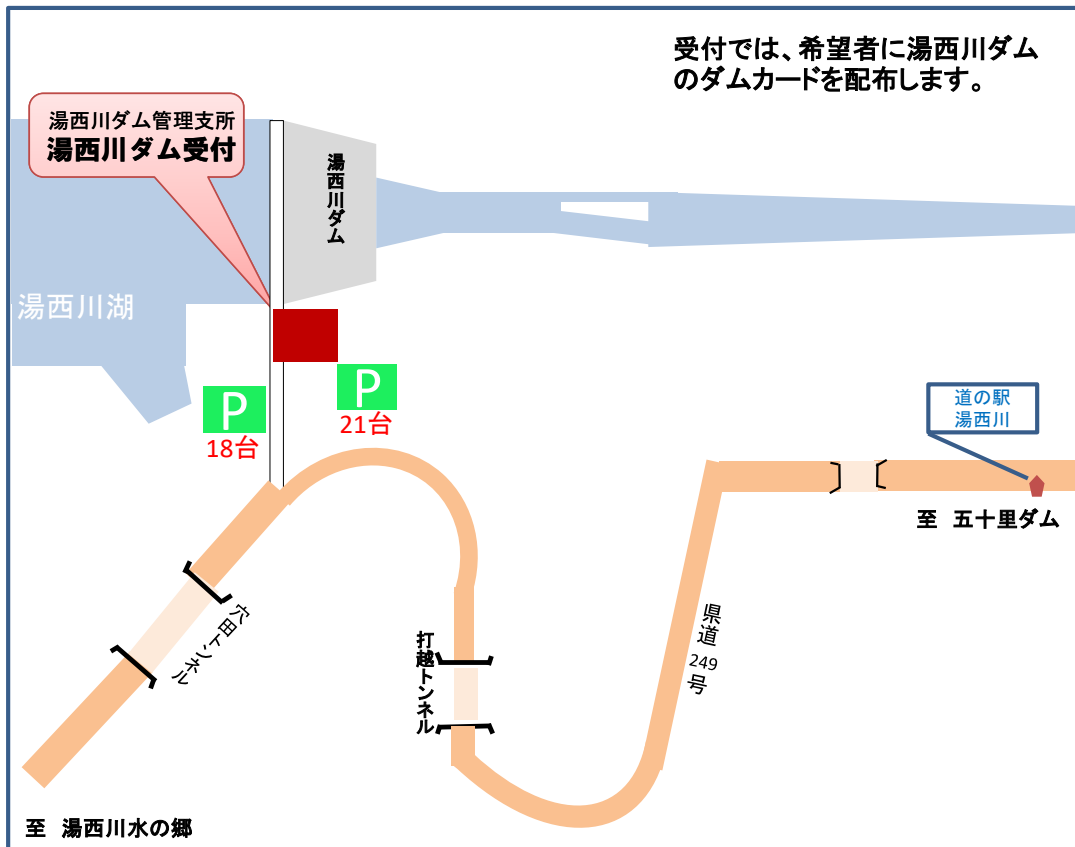 受付では、希望者に湯西川ダム
のダムカードを配布します。
湯西川ダム管理支所
湯西川ダム受付
湯西川ダム
湯西川湖
P
18台
P
21台
道の駅
湯西川
至 五十里ダム
穴田トンネル
打越トンネル
県道249号
至 湯西川水の郷